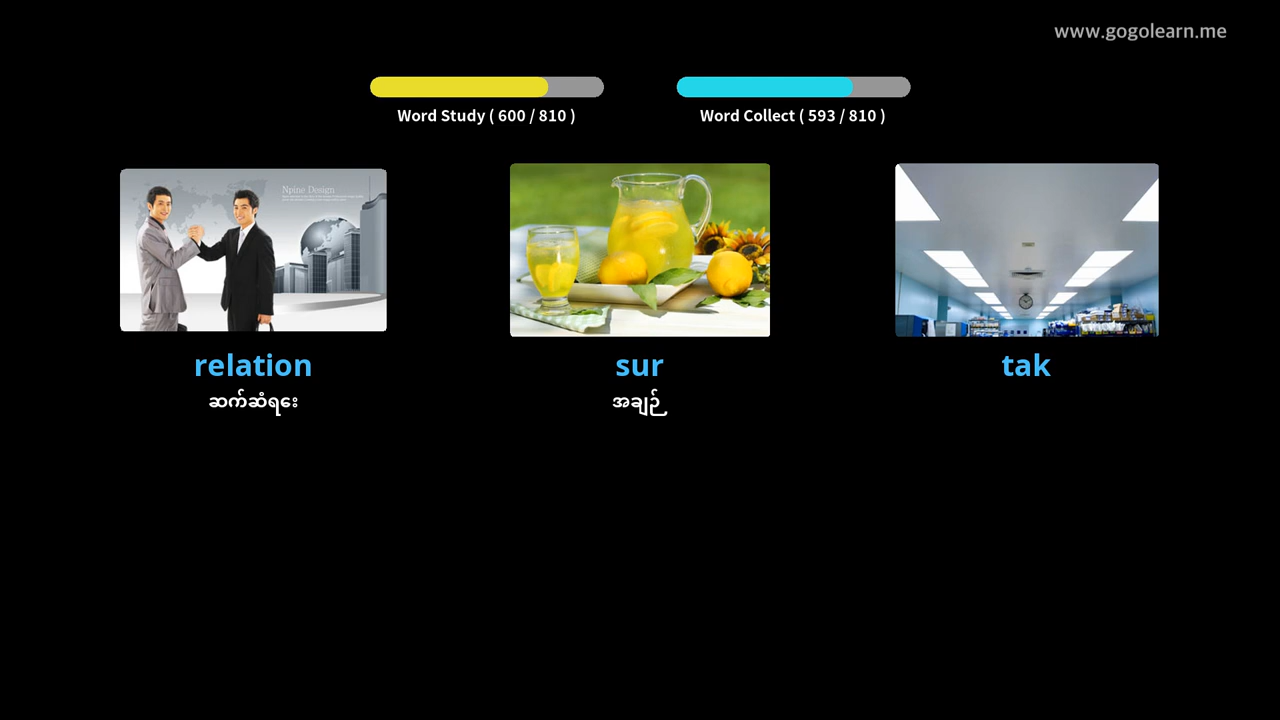 www.gogolearn.me
Word Study ( 600 / 810 )
Word Collect ( 593 / 810 )
Npine Design
relation
sur
tak
ဆက်ဆံရေး
အချဉ်